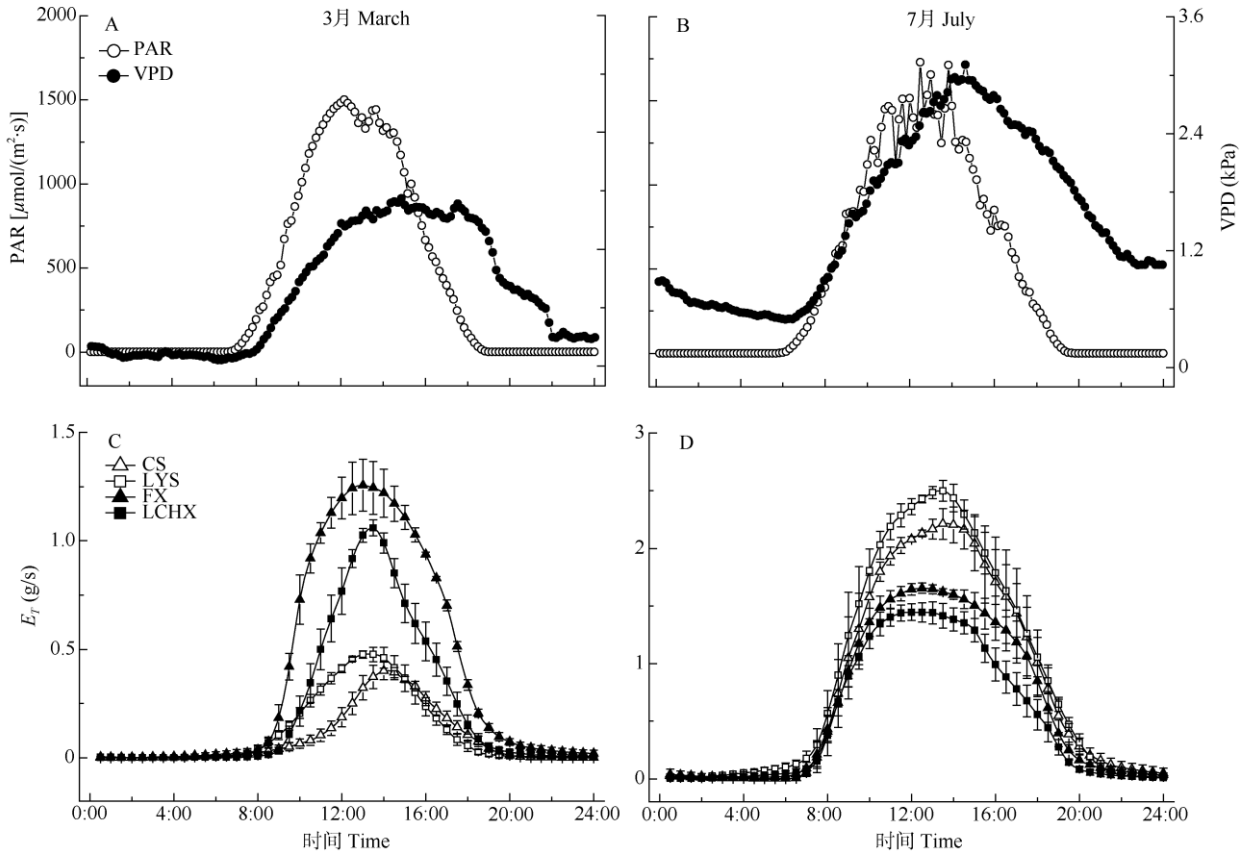 3月 March
7月 July
A
B
PAR
VPD
PAR [μmol/(m²·s)]
2000
1500
1000
500
0
VPD (kPa)
3.6
2.4
1.2
0
C
D
CS
LYS
FX
LCHX
E_T (g/s)
1.5
1.0
0.5
0
3
2
1
0
0:00 4:00 8:00 12:00 16:00 20:00 24:00
0:00 4:00 8:00 12:00 16:00 20:00 24:00
时间 Time
时间 Time